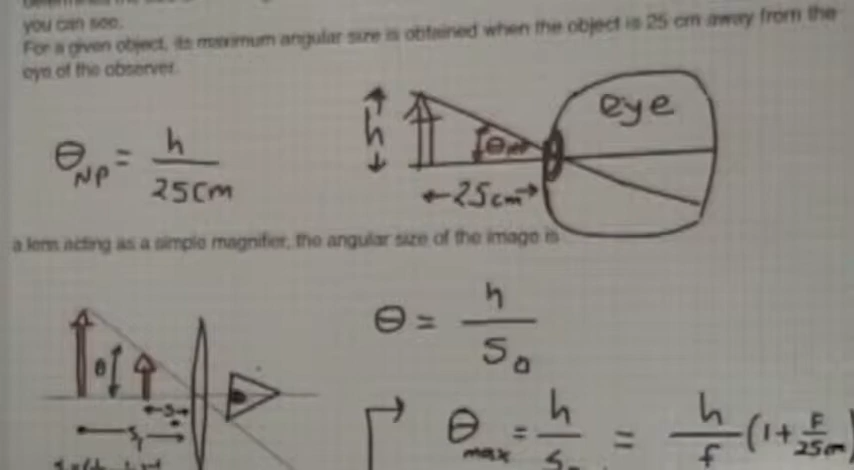 you can see.
For a given object, its maximum angular size is obtained when the object is 25 cm away from the
eye of the observer.
θNP = h / 25cm
h
θ
←25cm→
eye
a lens acting as a simple magnifier, the angular size of the image is
θ = h / So
θ
θmax = h / S = h / f (1 + F / 25cm)